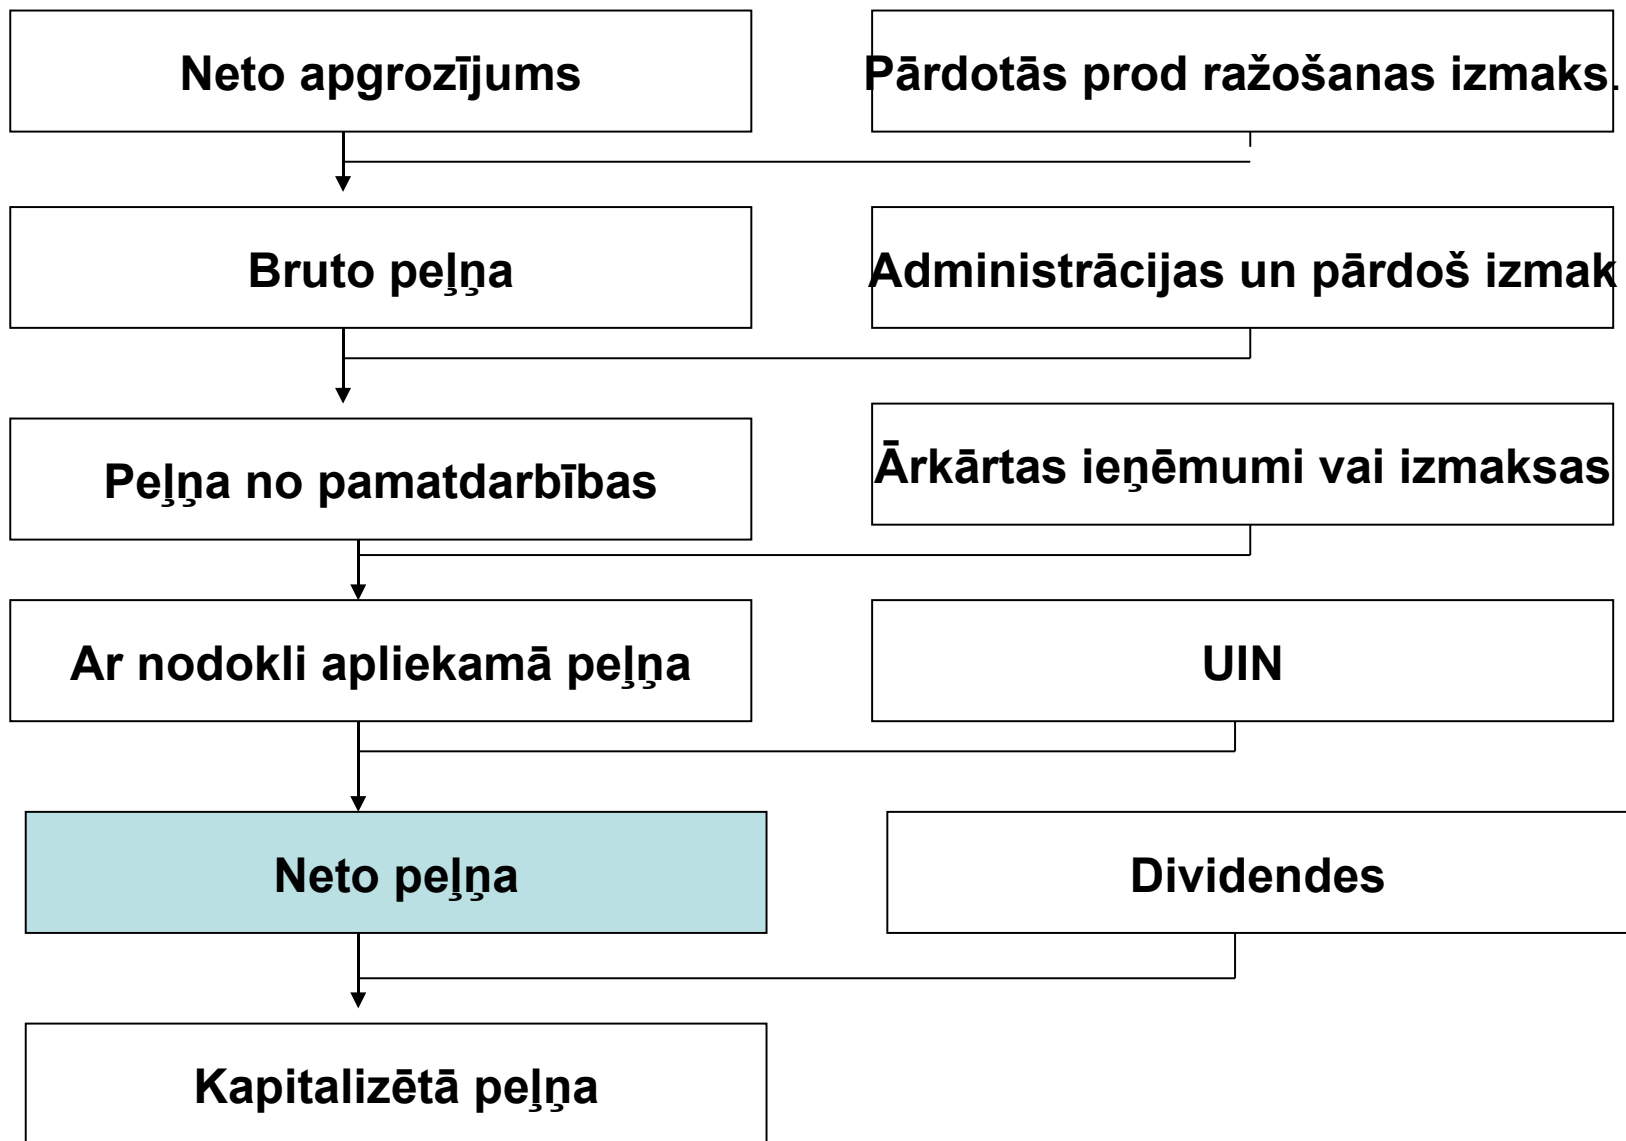 Neto apgrozījums
Pārdotās prod ražošanas izmaks.
Bruto peļņa
Administrācijas un pārdoš izmak
Peļņa no pamatdarbības
Ārkārtas ieņēmumi vai izmaksas
Ar nodokli apliekamā peļņa
UIN
Neto peļņa
Dividendes
Kapitalizētā peļņa